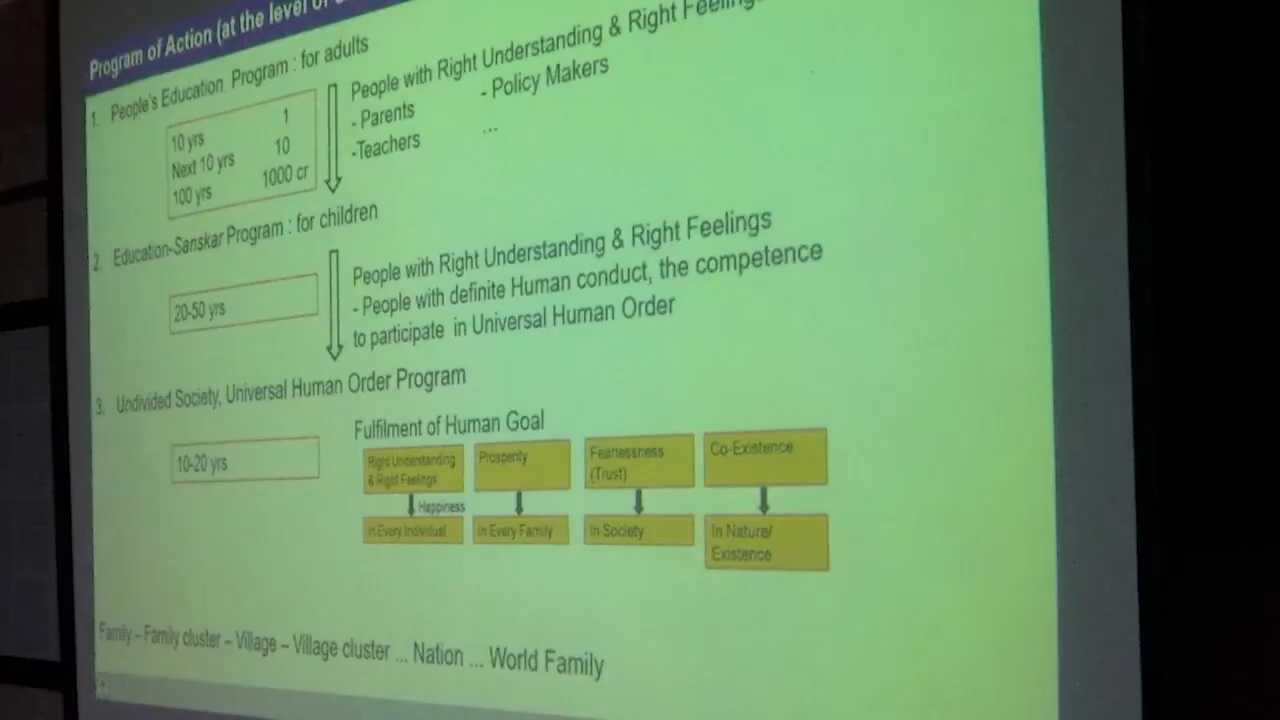 Program of Action (at the level of
1. People's Education Program : for adults
10 yrs 1
Next 10 yrs 10
100 yrs 1000 cr
People with Right Understanding & Right Feelings
- Parents - Policy Makers
-Teachers ...
2. Education-Sanskar Program : for children
20-50 yrs
People with Right Understanding & Right Feelings
- People with definite Human conduct, the competence
to participate in Universal Human Order
3. Undivided Society, Universal Human Order Program
10-20 yrs
Fulfilment of Human Goal
Right Understanding
& Right Feelings
Prosperity
Fearlessness
(Trust)
Co-Existence
Happiness
In Every Individual
In Every Family
In Society
In Nature/
Existence
Family – Family cluster – Village – Village cluster ... Nation ... World Family